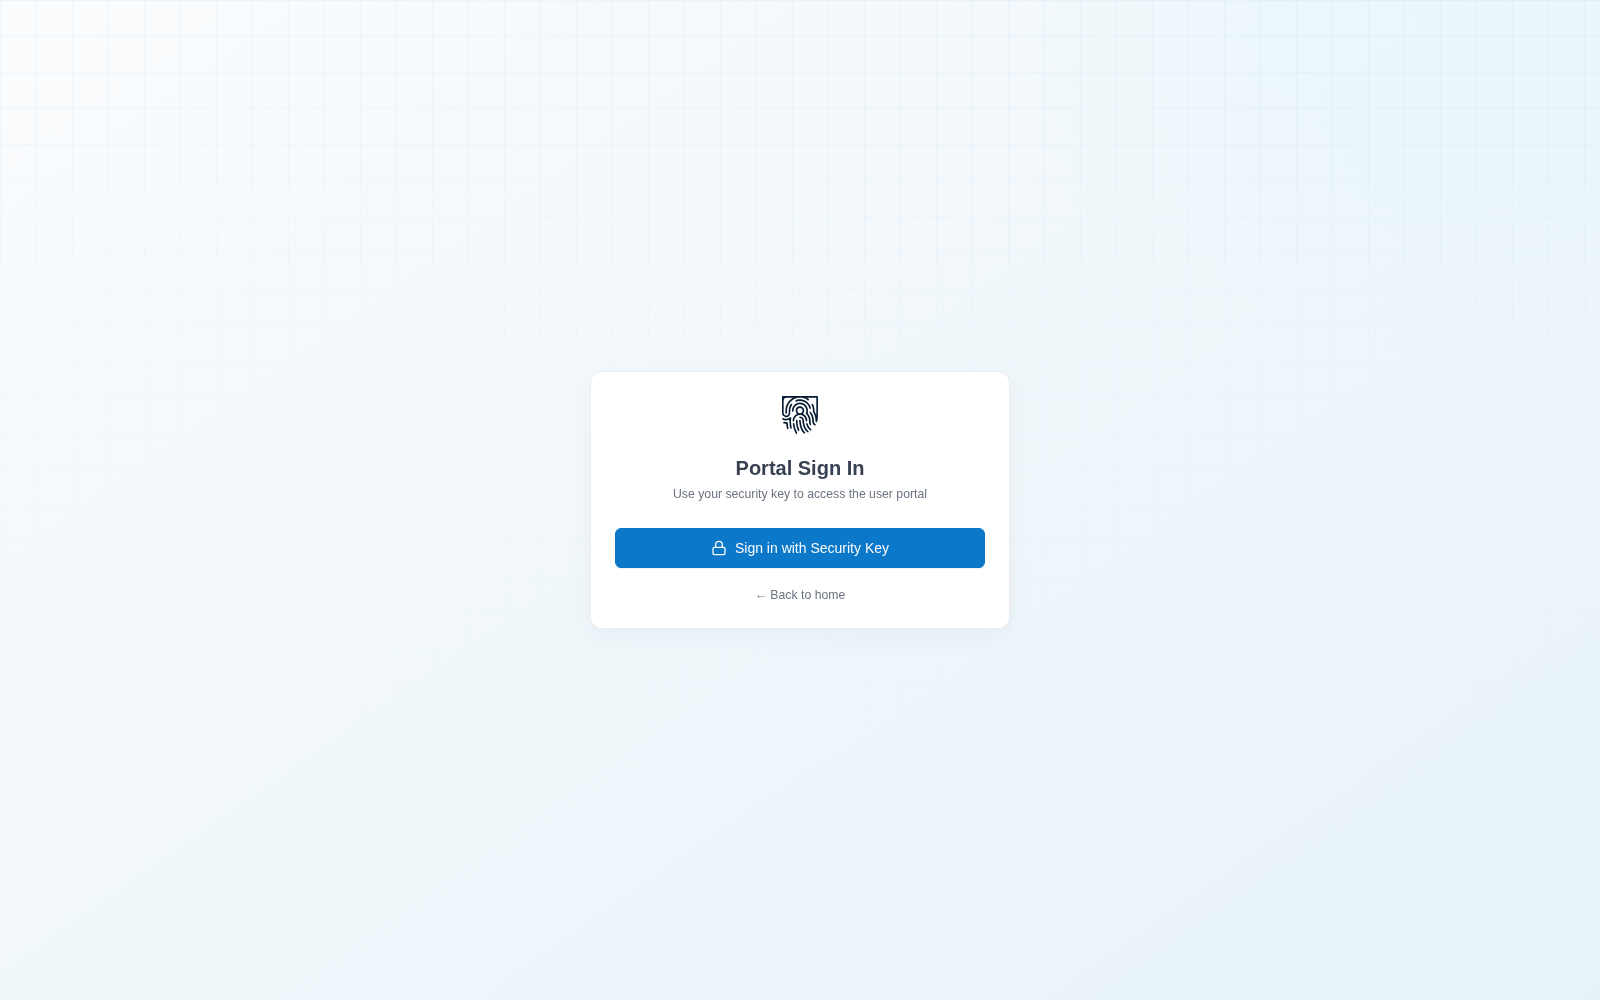 Portal Sign In
Use your security key to access the user portal
Sign in with Security Key
← Back to home